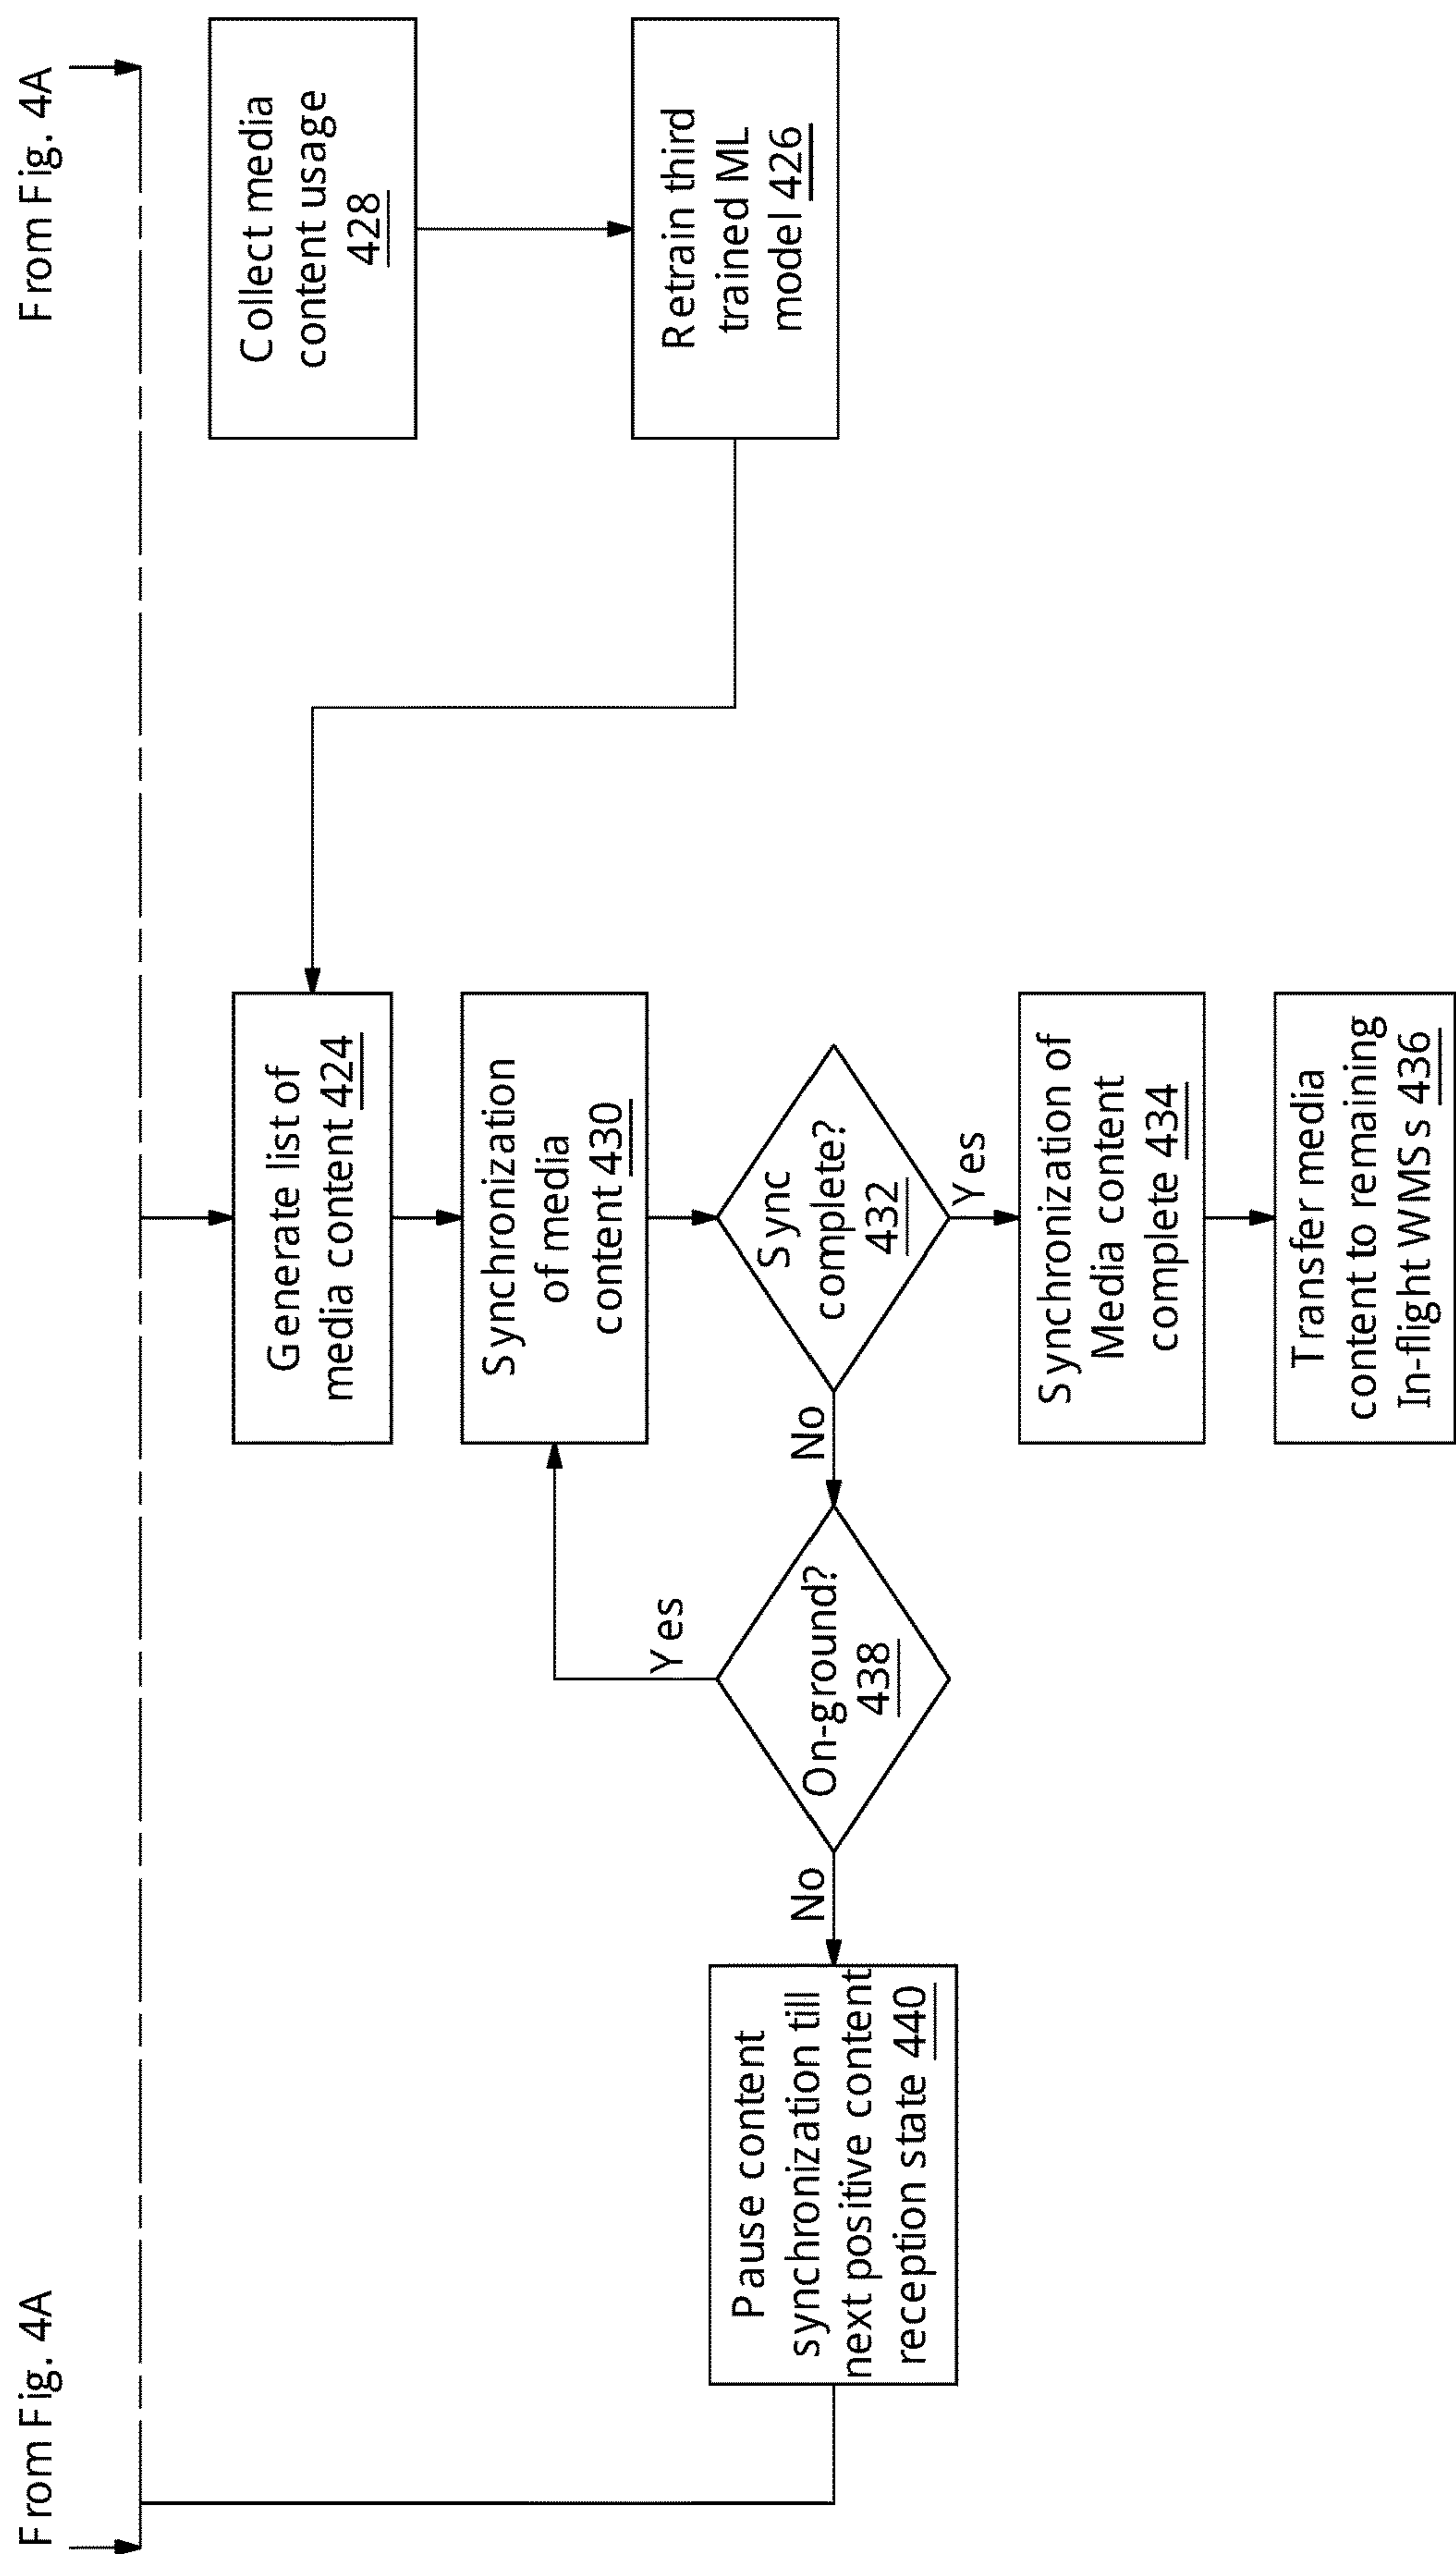 From Fig. 4A
From Fig. 4A
Generate list of
media content 424
Collect media
content usage
428
Synchronization
of media
content 430
Retrain third
trained ML
model 426
Sync
complete?
432
No
Yes
On-ground?
438
Yes
No
Pause content
synchronization till
next positive content
reception state 440
Synchronization of
Media content
complete 434
Transfer media
content to remaining
In-flight WMSs 436